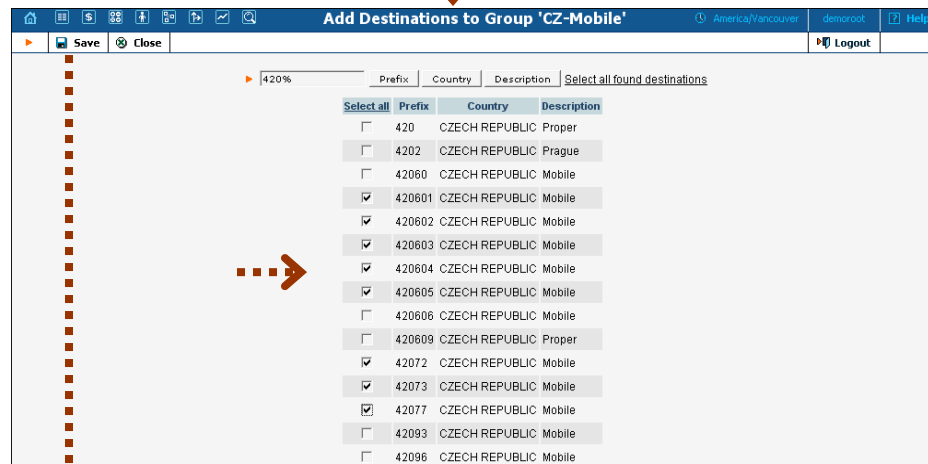 Add Destinations to Group 'CZ-Mobile' America/Vancouver demoroot ? Help
Save Close Logout
420% Prefix Country Description Select all found destinations
Select all Prefix Country Description
420 CZECH REPUBLIC Proper
4202 CZECH REPUBLIC Prague
42060 CZECH REPUBLIC Mobile
420601 CZECH REPUBLIC Mobile
420602 CZECH REPUBLIC Mobile
420603 CZECH REPUBLIC Mobile
420604 CZECH REPUBLIC Mobile
420605 CZECH REPUBLIC Mobile
420606 CZECH REPUBLIC Mobile
420609 CZECH REPUBLIC Proper
42072 CZECH REPUBLIC Mobile
42073 CZECH REPUBLIC Mobile
42077 CZECH REPUBLIC Mobile
42093 CZECH REPUBLIC Mobile
42096 CZECH REPUBLIC Mobile